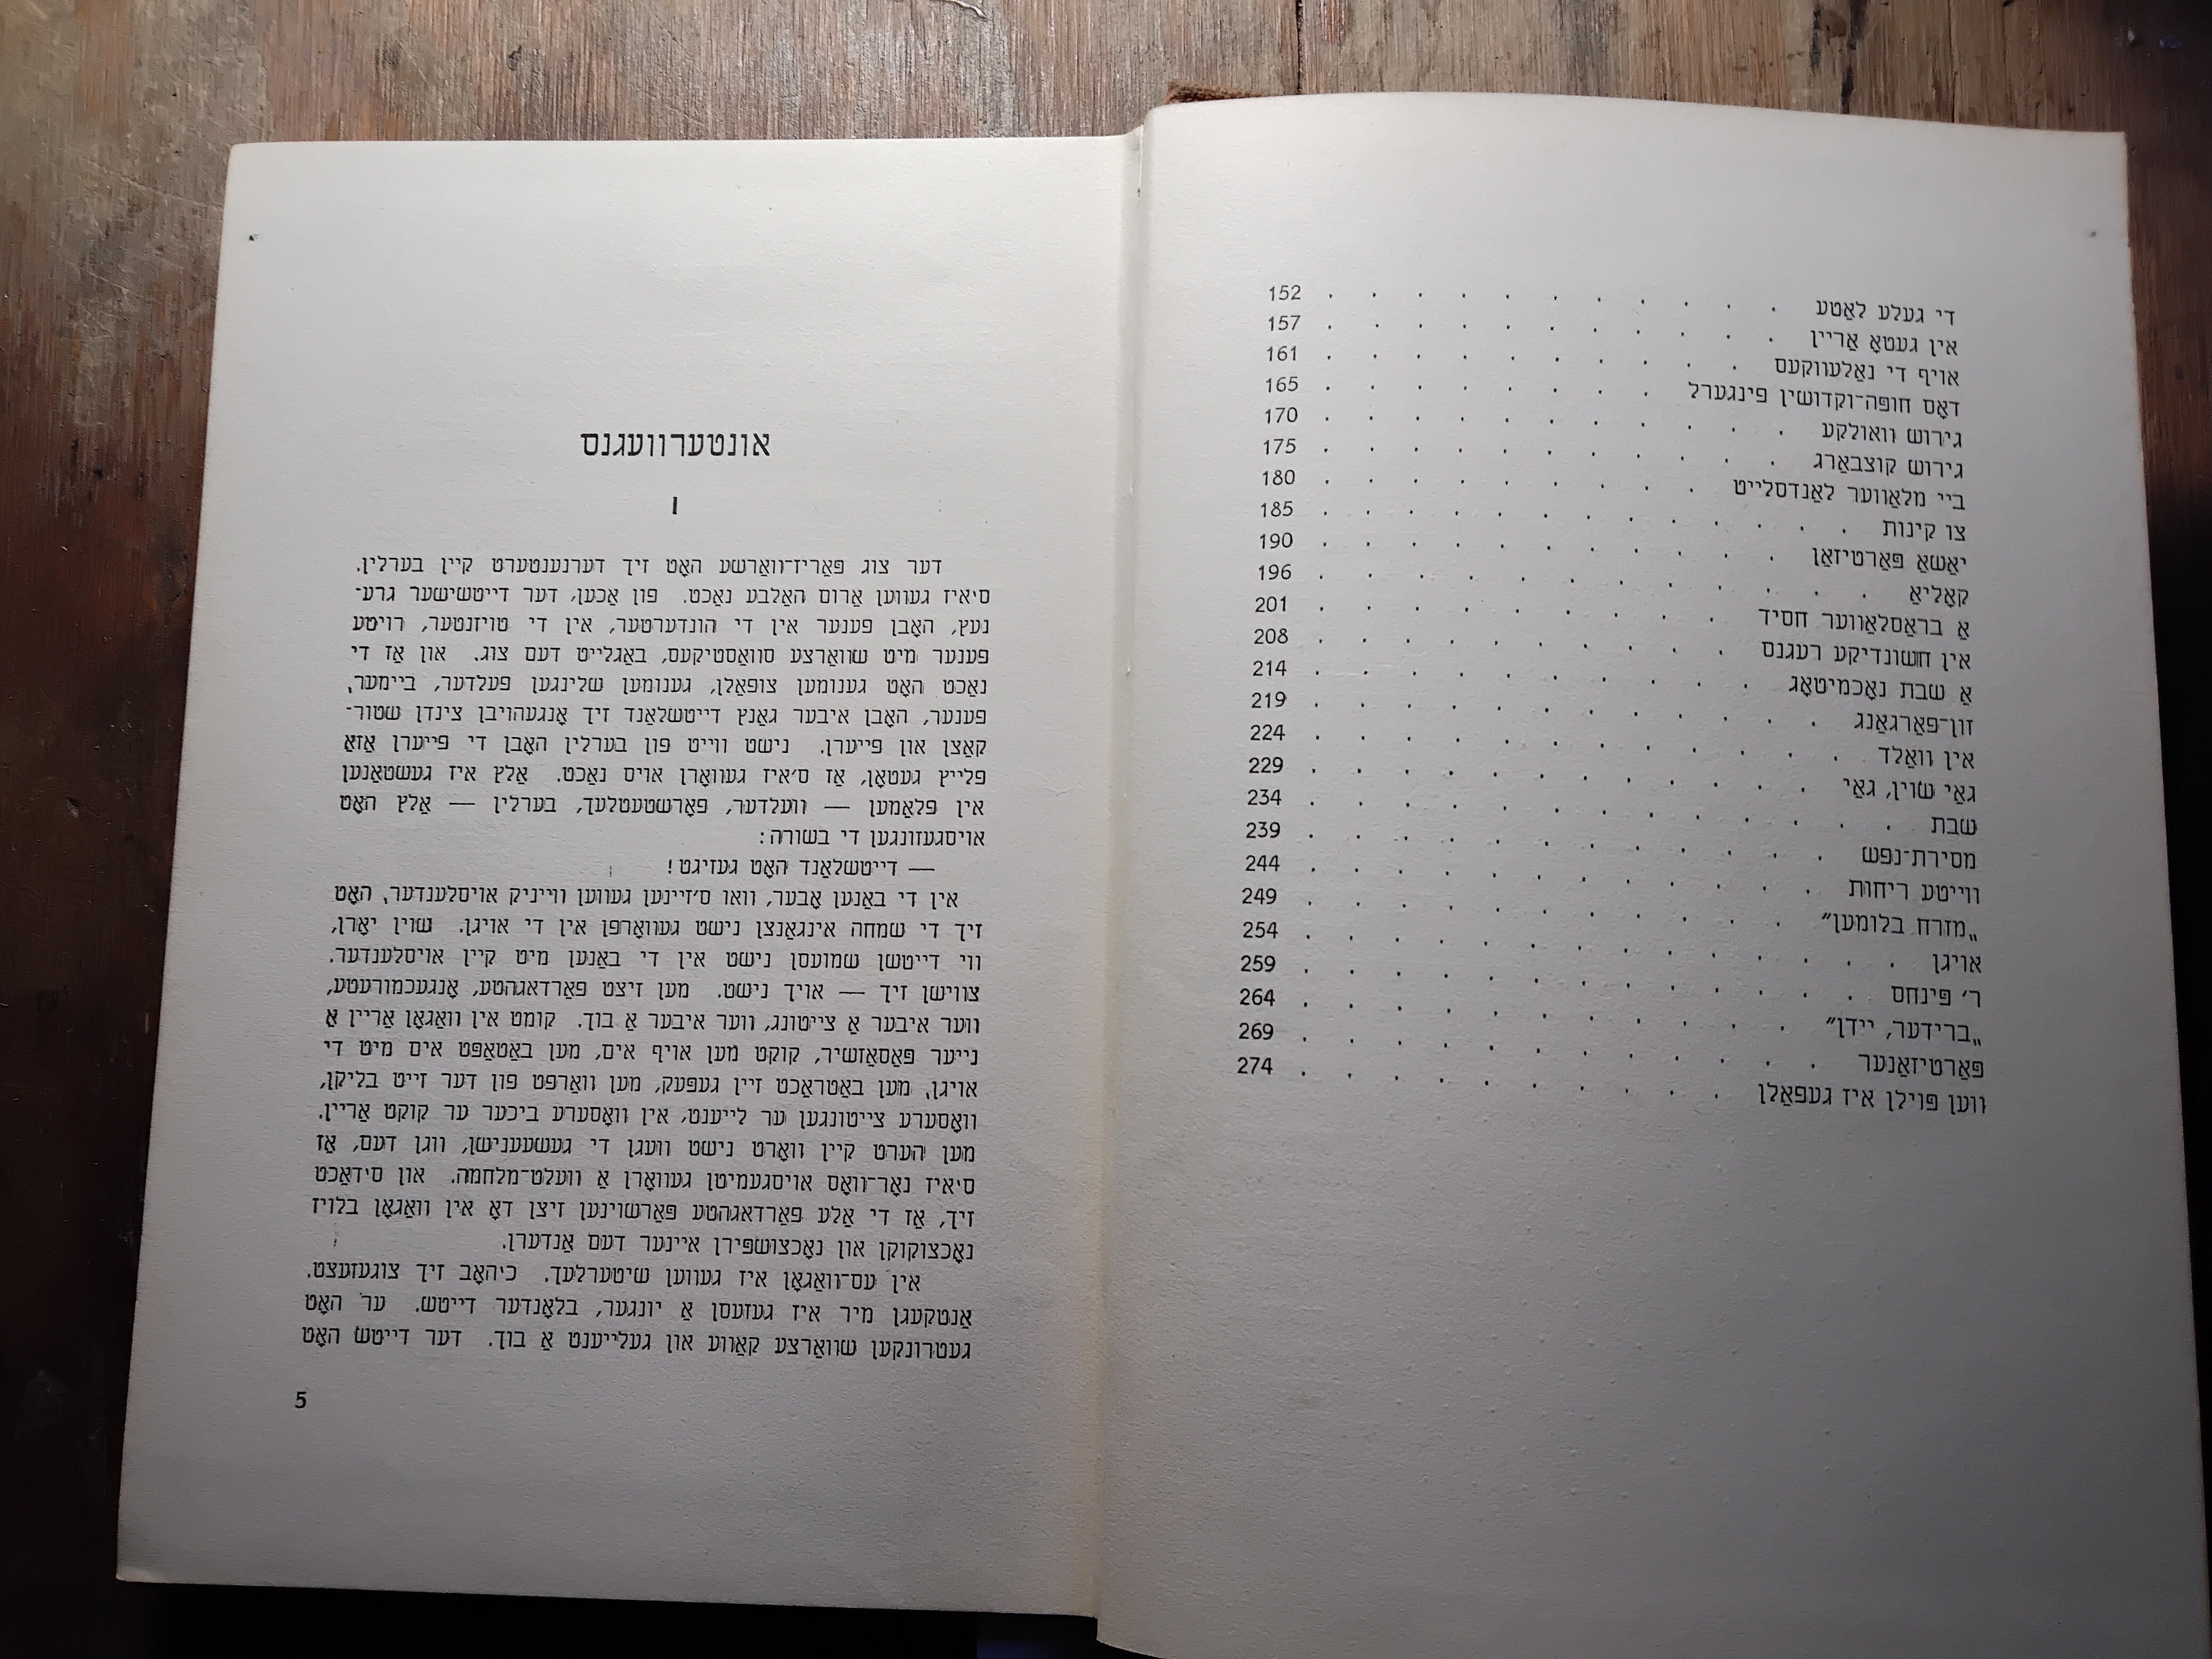 די געלע לאַטע . . . . . . . . . . . 152
אין געטאָ אַריין . . . . . . . . . . . 157
אויף די נאַלעווקעס . . . . . . . . . . 161
דאָס חופּה־וקדושין פינגערל . . . . . . . . 165
גירוש וואולקע . . . . . . . . . . . 170
גירוש קוצבאַרג . . . . . . . . . . . 175
ביי מלאַווער לאַנדסלייט . . . . . . . . . 180
צו קינות . . . . . . . . . . . . . 185
יאַשאַ פּאַרטיזאַן . . . . . . . . . . . 190
קאָליאַ . . . . . . . . . . . . 196
אַ בראַסלאַווער חסיד . . . . . . . . . . 201
אין חשונדיקע רעגנס . . . . . . . . . . 208
אַ שבת נאָכמיטאָג . . . . . . . . . . 214
זון־פאַרגאַנג . . . . . . . . . . . . 219
אין וואַלד . . . . . . . . . . . . . 224
גאַי שוין, גאַי . . . . . . . . . . . . 229
שבת . . . . . . . . . . . . . . 234
מסירת־נפש . . . . . . . . . . . . 239
ווייטע ריחות . . . . . . . . . . . . 244
„מזרח בלומען” . . . . . . . . . . . 249
אויגן . . . . . . . . . . . . . . 254
ר׳ פּינחס . . . . . . . . . . . . . 259
„ברידער, יידן” . . . . . . . . . . . 264
פּאַרטיזאַנער . . . . . . . . . . . . 269
ווען פּוילן איז געפאַלן . . . . . . . . . . 274
אונטערוועגנס
I
דער צוג פּאַריז־וואַרשע האָט זיך דערנענטערט קיין בערלין.
ס׳איז געווען אַרום האַלבע נאַכט. פון אַכען, דער דייטשישער גרע־
נעץ, האָבן פענער אין די הונדערטער, אין די טויזנטער, רויטע
פענער מיט שוואַרצע סוואַסטיקעס, באַגלייט דעם צוג. און אַז די
נאַכט האָט גענומען צופאַלן, גענומען שלינגען פעלדער, ביימער,
פענער, האָבן איבער גאַנץ דייטשלאַנד זיך אָנגעהויבן צינדן שטור־
קאַצן און פייערן. נישט ווייט פון בערלין האָבן די פייערן אַזאַ
פלייץ געטאָן, אַז ס׳איז געוואָרן אויס נאַכט. אַלץ איז געשטאַנען
אין פלאַמען — וועלדער, פאָרשטעטלעך, בערלין — אַלץ האָט
אויסגעזונגען די בשורה:
— דייטשלאַנד האָט געזיגט!
אין די באַנען אָבער, וואו ס׳זיינען געווען ווייניק אויסלענדער, האָט
זיך די שמחה אינגאַנצן נישט געוואָרפן אין די אויגן. שוין יאָרן,
ווי דייטשן שמועסן נישט אין די באַנען מיט קיין אויסלענדער.
צווישן זיך — אויך נישט. מען זיצט פאַרדאגהטע, אָנגעכמורעטע,
ווער איבער אַ צייטונג, ווער איבער אַ בוך. קומט אין וואַגאָן אַריין אַ
נייער פּאַסאַזשיר, קוקט מען אויף אים, מען באַטאַפּט אים מיט די
אויגן, מען באַטראַכט זיין געפּעק, מען וואַרפט פון דער זייט בליקן,
וואָסערע צייטונגען ער לייענט, אין וואָסערע ביכער ער קוקט אַריין.
מען הערט קיין וואָרט נישט וועגן די געשעענישן, ווגן דעם, אַז
ס׳איז נאָר־וואָס אויסגעמיטן געוואָרן אַ וועלט־מלחמה. און ס׳דאַכט
זיך, אַז די אַלע פאַרדאגהטע פּאַרשוינען זיצן דאָ אין וואַגאָן בלויז
נאָכצוקוקן און נאָכצושפּירן איינער דעם אַנדערן.
אין עס־וואַגאָן איז געווען שיטערלעך. כ׳האָב זיך צוגעזעצט.
אַנטקעגן מיר איז געזעסן אַ יונגער, בלאָנדער דייטש. ער האָט
געטרונקען שוואַרצע קאַווע און געלייענט אַ בוך. דער דייטש האָט
5